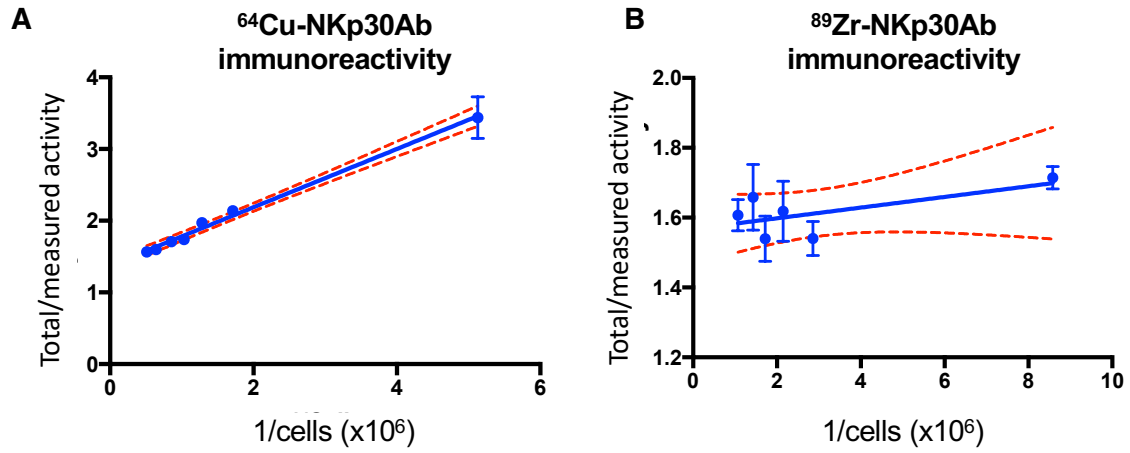 A
⁶⁴Cu-NKp30Ab
immunoreactivity
Total/measured activity
4
3
2
1
0
0 2 4 6
1/cells (x10⁶)
B
⁸⁹Zr-NKp30Ab
immunoreactivity
Total/measured activity
2.0
1.8
1.6
1.4
1.2
0 2 4 6 8 10
1/cells (x10⁶)